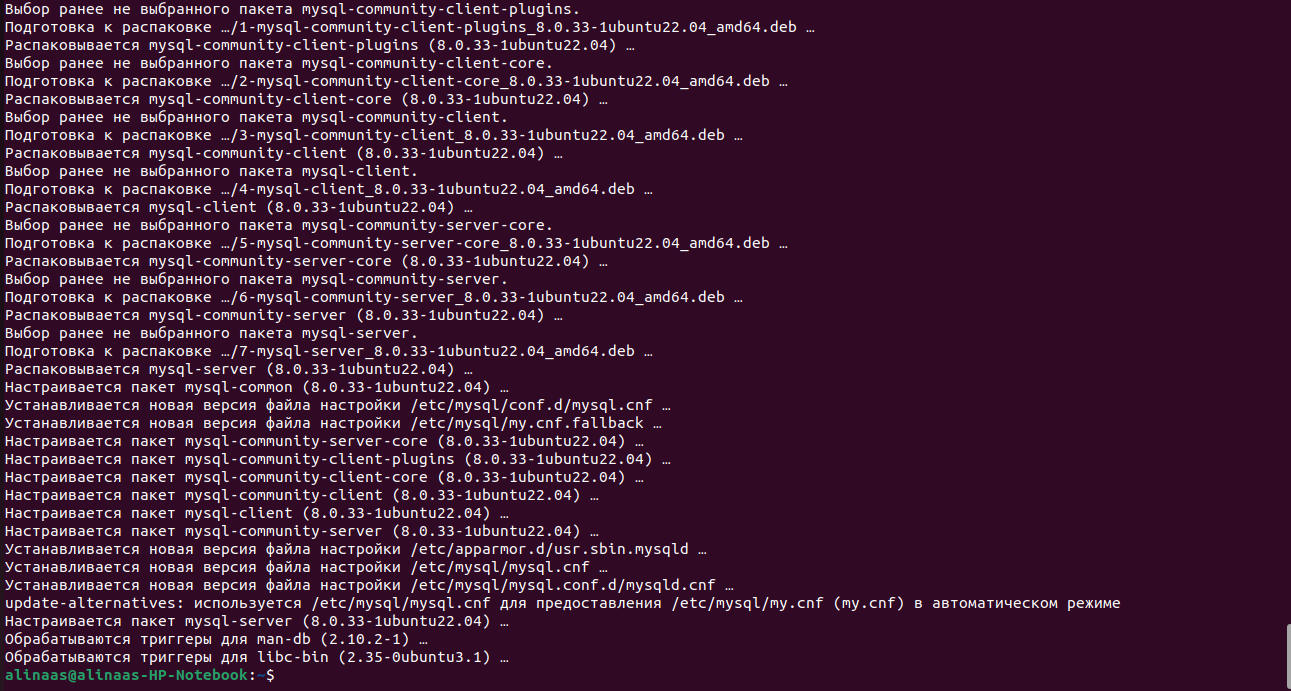 Выбор ранее не выбранного пакета mysql-community-client-plugins.
Подготовка к распаковке …/1-mysql-community-client-plugins_8.0.33-1ubuntu22.04_amd64.deb …
Распаковывается mysql-community-client-plugins (8.0.33-1ubuntu22.04) …
Выбор ранее не выбранного пакета mysql-community-client-core.
Подготовка к распаковке …/2-mysql-community-client-core_8.0.33-1ubuntu22.04_amd64.deb …
Распаковывается mysql-community-client-core (8.0.33-1ubuntu22.04) …
Выбор ранее не выбранного пакета mysql-community-client.
Подготовка к распаковке …/3-mysql-community-client_8.0.33-1ubuntu22.04_amd64.deb …
Распаковывается mysql-community-client (8.0.33-1ubuntu22.04) …
Выбор ранее не выбранного пакета mysql-client.
Подготовка к распаковке …/4-mysql-client_8.0.33-1ubuntu22.04_amd64.deb …
Распаковывается mysql-client (8.0.33-1ubuntu22.04) …
Выбор ранее не выбранного пакета mysql-community-server-core.
Подготовка к распаковке …/5-mysql-community-server-core_8.0.33-1ubuntu22.04_amd64.deb …
Распаковывается mysql-community-server-core (8.0.33-1ubuntu22.04) …
Выбор ранее не выбранного пакета mysql-community-server.
Подготовка к распаковке …/6-mysql-community-server_8.0.33-1ubuntu22.04_amd64.deb …
Распаковывается mysql-community-server (8.0.33-1ubuntu22.04) …
Выбор ранее не выбранного пакета mysql-server.
Подготовка к распаковке …/7-mysql-server_8.0.33-1ubuntu22.04_amd64.deb …
Распаковывается mysql-server (8.0.33-1ubuntu22.04) …
Настраивается пакет mysql-common (8.0.33-1ubuntu22.04) …
Устанавливается новая версия файла настройки /etc/mysql/conf.d/mysql.cnf …
Устанавливается новая версия файла настройки /etc/mysql/my.cnf.fallback …
Настраивается пакет mysql-community-server-core (8.0.33-1ubuntu22.04) …
Настраивается пакет mysql-community-client-plugins (8.0.33-1ubuntu22.04) …
Настраивается пакет mysql-community-client-core (8.0.33-1ubuntu22.04) …
Настраивается пакет mysql-community-client (8.0.33-1ubuntu22.04) …
Настраивается пакет mysql-client (8.0.33-1ubuntu22.04) …
Настраивается пакет mysql-community-server (8.0.33-1ubuntu22.04) …
Устанавливается новая версия файла настройки /etc/apparmor.d/usr.sbin.mysqld …
Устанавливается новая версия файла настройки /etc/mysql/mysql.cnf …
Устанавливается новая версия файла настройки /etc/mysql/mysql.conf.d/mysqld.cnf …
update-alternatives: используется /etc/mysql/mysql.cnf для предоставления /etc/mysql/my.cnf (my.cnf) в автоматическом режиме
Настраивается пакет mysql-server (8.0.33-1ubuntu22.04) …
Обрабатываются триггеры для man-db (2.10.2-1) …
Обрабатываются триггеры для libc-bin (2.35-0ubuntu3.1) …
alinaas@alinaas-HP-Notebook:~$